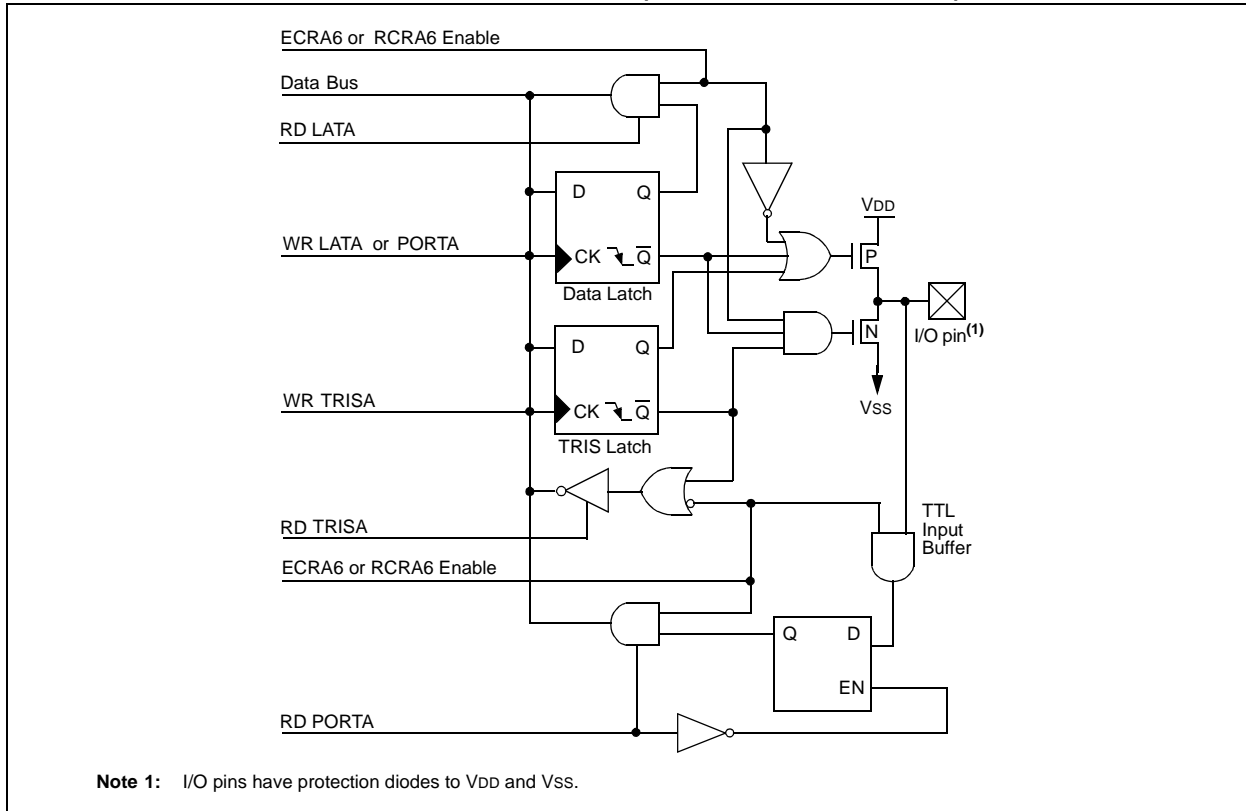 ECRA6 or RCRA6 Enable
Data Bus
RD LATA
D Q
VDD
WR LATA or PORTA
CK Q
P
Data Latch
I/O pin(1)
N
D Q
WR TRISA
CK Q
Vss
TRIS Latch
TTL
Input
Buffer
RD TRISA
ECRA6 or RCRA6 Enable
Q D
EN
RD PORTA
Note 1: I/O pins have protection diodes to VDD and VSS.